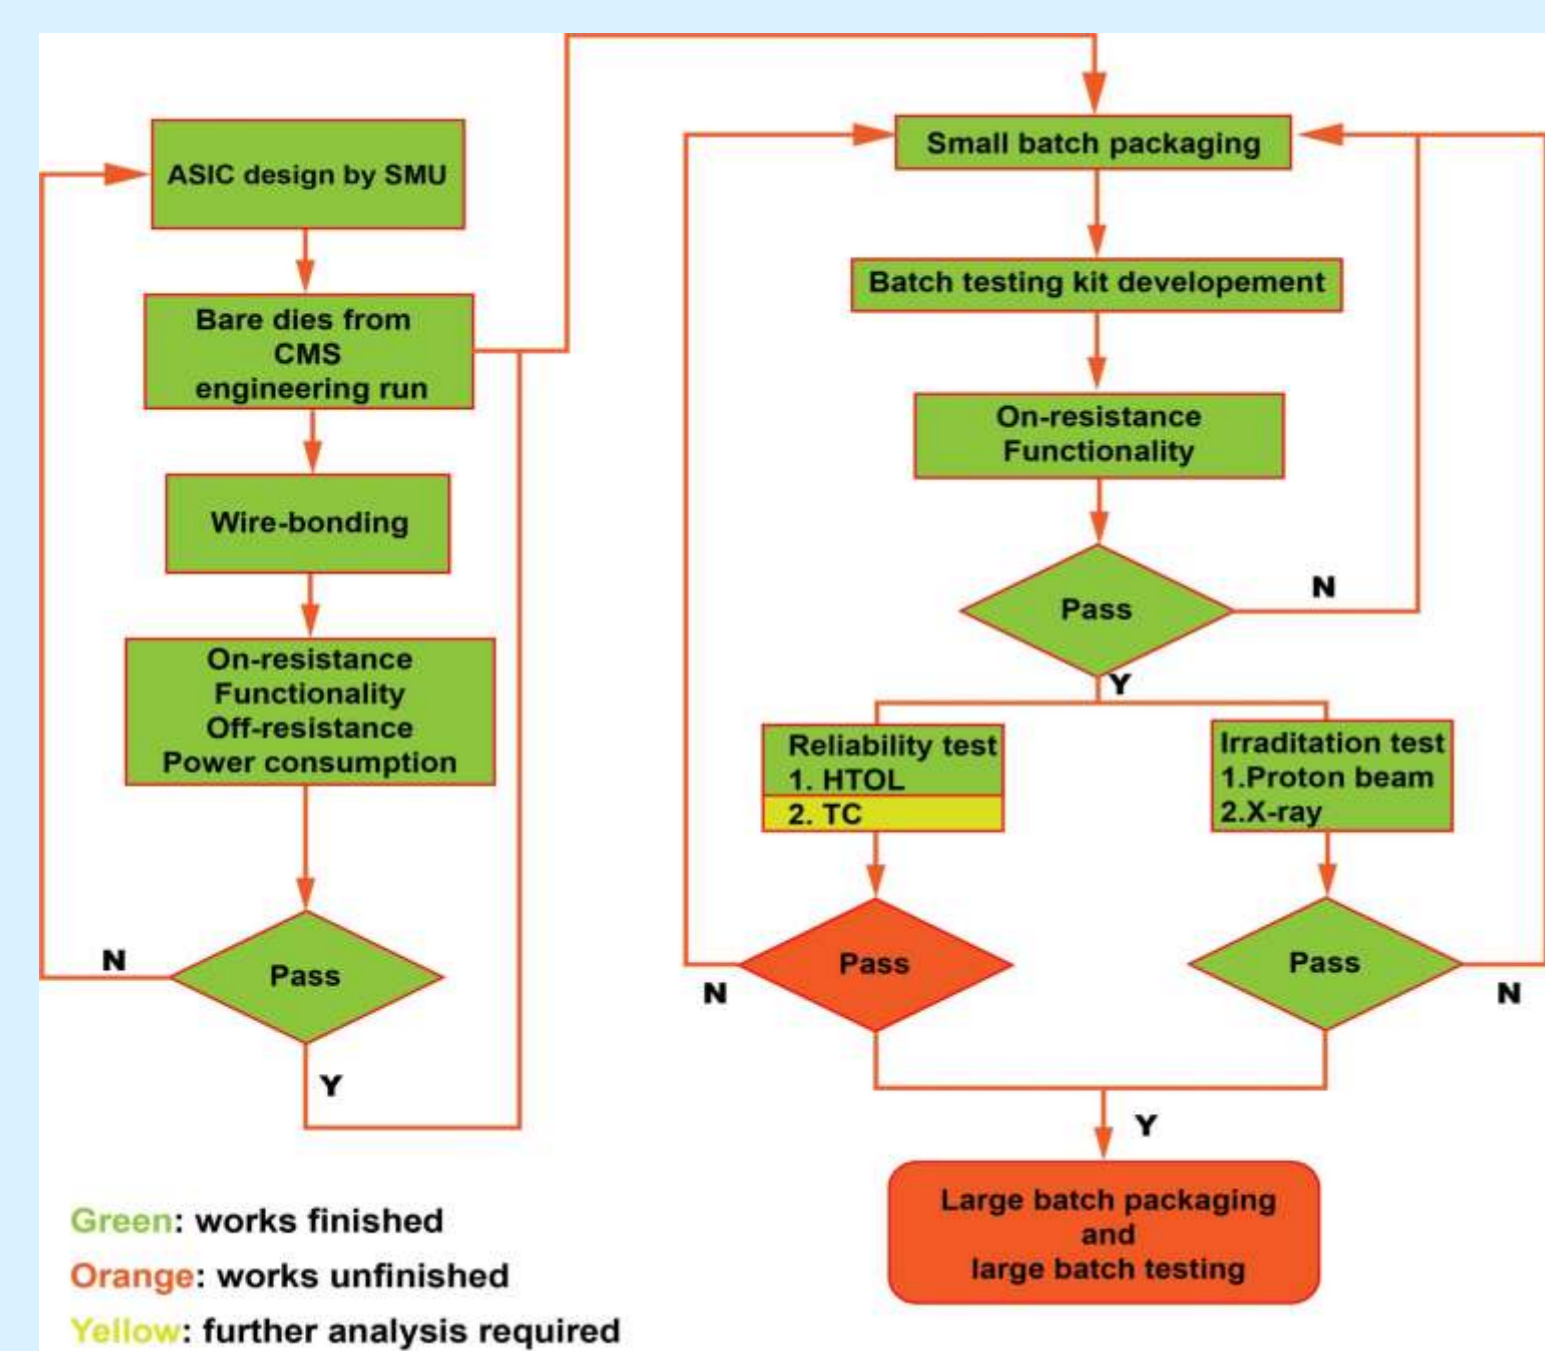 ASIC design by SMU
Bare dies from
CMS
engineering run
Wire-bonding
On-resistance
Functionality
Off-resistance
Power consumption
Pass
N
Y
Small batch packaging
Batch testing kit developement
On-resistance
Functionality
Pass
N
Y
Reliability test
1. HTOL
2. TC
Irraditation test
1.Proton beam
2.X-ray
Pass
N
Pass
N
Y
Large batch packaging
and
large batch testing
Green: works finished
Orange: works unfinished
Yellow: further analysis required